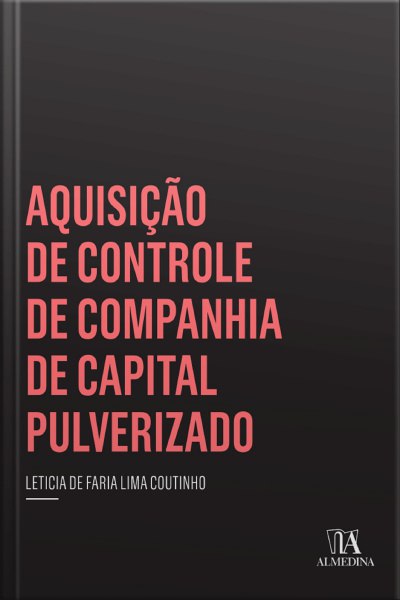 AQUISIÇÃO
DE CONTROLE
DE COMPANHIA
DE CAPITAL
PULVERIZADO
LETICIA DE FARIA LIMA COUTINHO
ALMEDINA